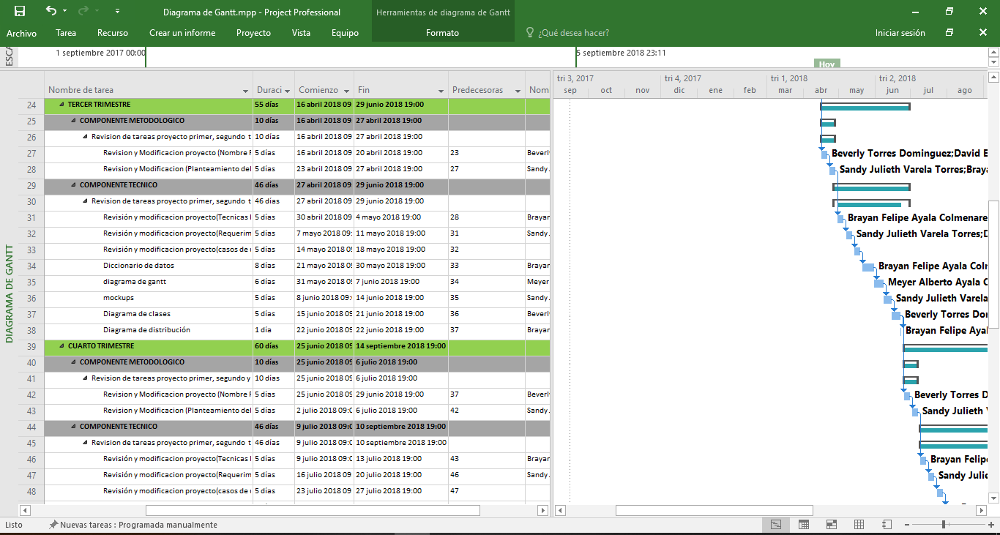 Diagrama de Gantt.mpp - Project Professional
Herramientas de diagrama de Gantt
Archivo Tarea Recurso Crear un informe Proyecto Vista Equipo Formato ¿Qué desea hacer? Iniciar sesión
ESCA
1 septiembre 2017 00:00 5 septiembre 2018 23:11
Hoy
DIAGRAMA DE GANTT
tri 3, 2017 tri 4, 2017 tri 1, 2018 tri 2, 2018
Nombre de tarea Duraci Comienzo Fin Predecesoras Nom
sep oct nov dic ene feb mar abr may jun jul ago
24 TERCER TRIMESTRE 55 días 16 abril 2018 09 29 junio 2018 19:00
25 COMPONENTE METODOLOGICO 10 días 16 abril 2018 09 27 abril 2018 19:00
26 Revision de tareas proyecto primer, segundo t 10 días 16 abril 2018 09 27 abril 2018 19:00
27 Revision y Modificacion proyecto (Nombre F 5 días 16 abril 2018 09 20 abril 2018 19:00 23 Beverly Beverly Torres Dominguez;David E
28 Revision y Modificacion (Planteamiento del 5 días 23 abril 2018 09 27 abril 2018 19:00 27 Sandy Sandy Julieth Varela Torres;Braya
29 COMPONENTE TECNICO 46 días 27 abril 2018 09 29 junio 2018 19:00
30 Revision de tareas proyecto primer, segundo t 46 días 27 abril 2018 09 29 junio 2018 19:00
31 Revisión y modificacion proyecto(Tecnicas 5 días 30 abril 2018 09 4 mayo 2018 19:00 28 Brayan Brayan Felipe Ayala Colmenare
32 Revisión y modificacion proyecto(Requerim 5 días 7 mayo 2018 09: 11 mayo 2018 19:00 31 Sandy Sandy Julieth Varela Torres;D
33 Revisión y modificacion proyecto(casos de 5 días 14 mayo 2018 09 18 mayo 2018 19:00 32
34 Diccionario de datos 8 días 21 mayo 2018 09 30 mayo 2018 19:00 33 Brayan Brayan Felipe Ayala Colm
35 diagrama de gantt 6 días 31 mayo 2018 09 7 junio 2018 19:00 34 Meyer Meyer Alberto Ayala C
36 mockups 5 días 8 junio 2018 09: 14 junio 2018 19:00 35 Sandy Sandy Julieth Varela
37 Diagrama de clases 5 días 15 junio 2018 09 21 junio 2018 19:00 36 Beverly Beverly Torres Dor
38 Diagrama de distribución 1 día 22 junio 2018 09 22 junio 2018 19:00 37 Brayan Brayan Felipe Ayal
39 CUARTO TRIMESTRE 60 días 25 junio 2018 09 14 septiembre 2018 19:00
40 COMPONENTE METODOLOGICO 10 días 25 junio 2018 09 6 julio 2018 19:00
41 Revision de tareas proyecto primer, segundo y 10 días 25 junio 2018 09 6 julio 2018 19:00
42 Revision y Modificacion proyecto (Nombre F 5 días 25 junio 2018 09 29 junio 2018 19:00 37 Beverly Beverly Torres D
43 Revision y Modificacion (Planteamiento del 5 días 2 julio 2018 09:0 6 julio 2018 19:00 42 Sandy Sandy Julieth
44 COMPONENTE TECNICO 46 días 9 julio 2018 09:0 10 septiembre 2018 19:00
45 Revision de tareas proyecto primer, segundo t 46 días 9 julio 2018 09:0 10 septiembre 2018 19:00
46 Revisión y modificacion proyecto(Tecnicas 5 días 9 julio 2018 09:0 13 julio 2018 19:00 43 Brayan Brayan Felipe
47 Revisión y modificacion proyecto(Requerim 5 días 16 julio 2018 09 20 julio 2018 19:00 46 Sandy Sandy Julie
48 Revisión y modificacion proyecto(casos de 5 días 23 julio 2018 09 27 julio 2018 19:00 47
Listo Nuevas tareas : Programada manualmente